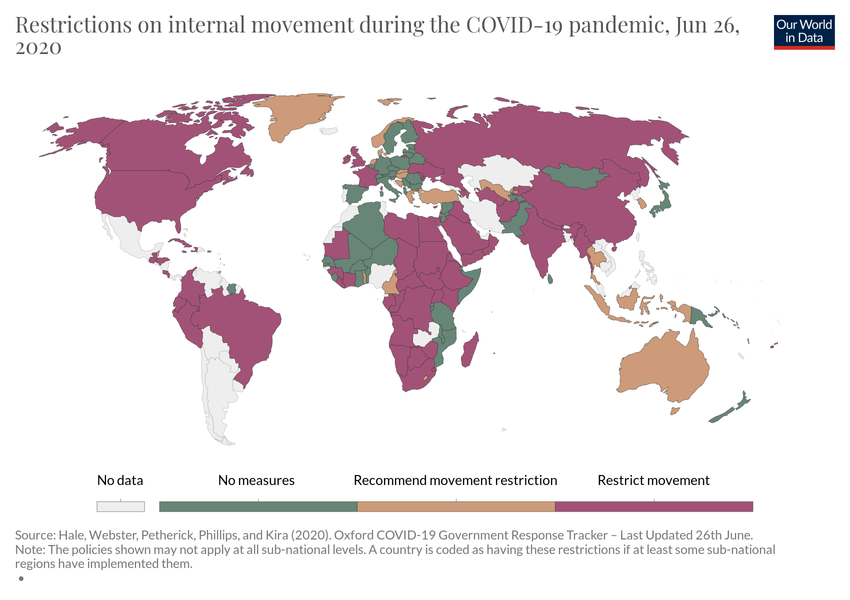 Restrictions on internal movement during the COVID-19 pandemic, Jun 26,
2020
Our World
in Data
No data
No measures
Recommend movement restriction
Restrict movement
Source: Hale, Webster, Petherick, Phillips, and Kira (2020). Oxford COVID-19 Government Response Tracker – Last Updated 26th June.
Note: The policies shown may not apply at all sub-national levels. A country is coded as having these restrictions if at least some sub-national
regions have implemented them.
•